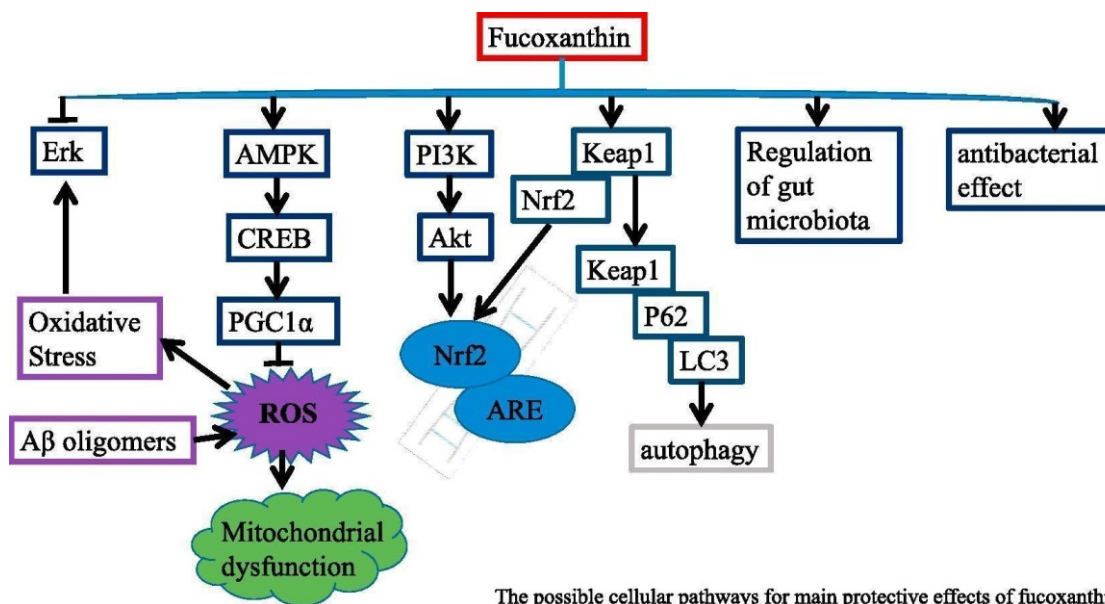 Fucoxanthin
Erk
AMPK
PI3K
Keap1
Regulation
of gut
microbiota
antibacterial
effect
Nrf2
CREB
Akt
Keap1
Oxidative
Stress
PGC1α
P62
Nrf2
LC3
ROS
ARE
Aβ oligomers
autophagy
Mitochondrial
dysfunction
The possible cellular pathways for main protective effects of fucoxanthi